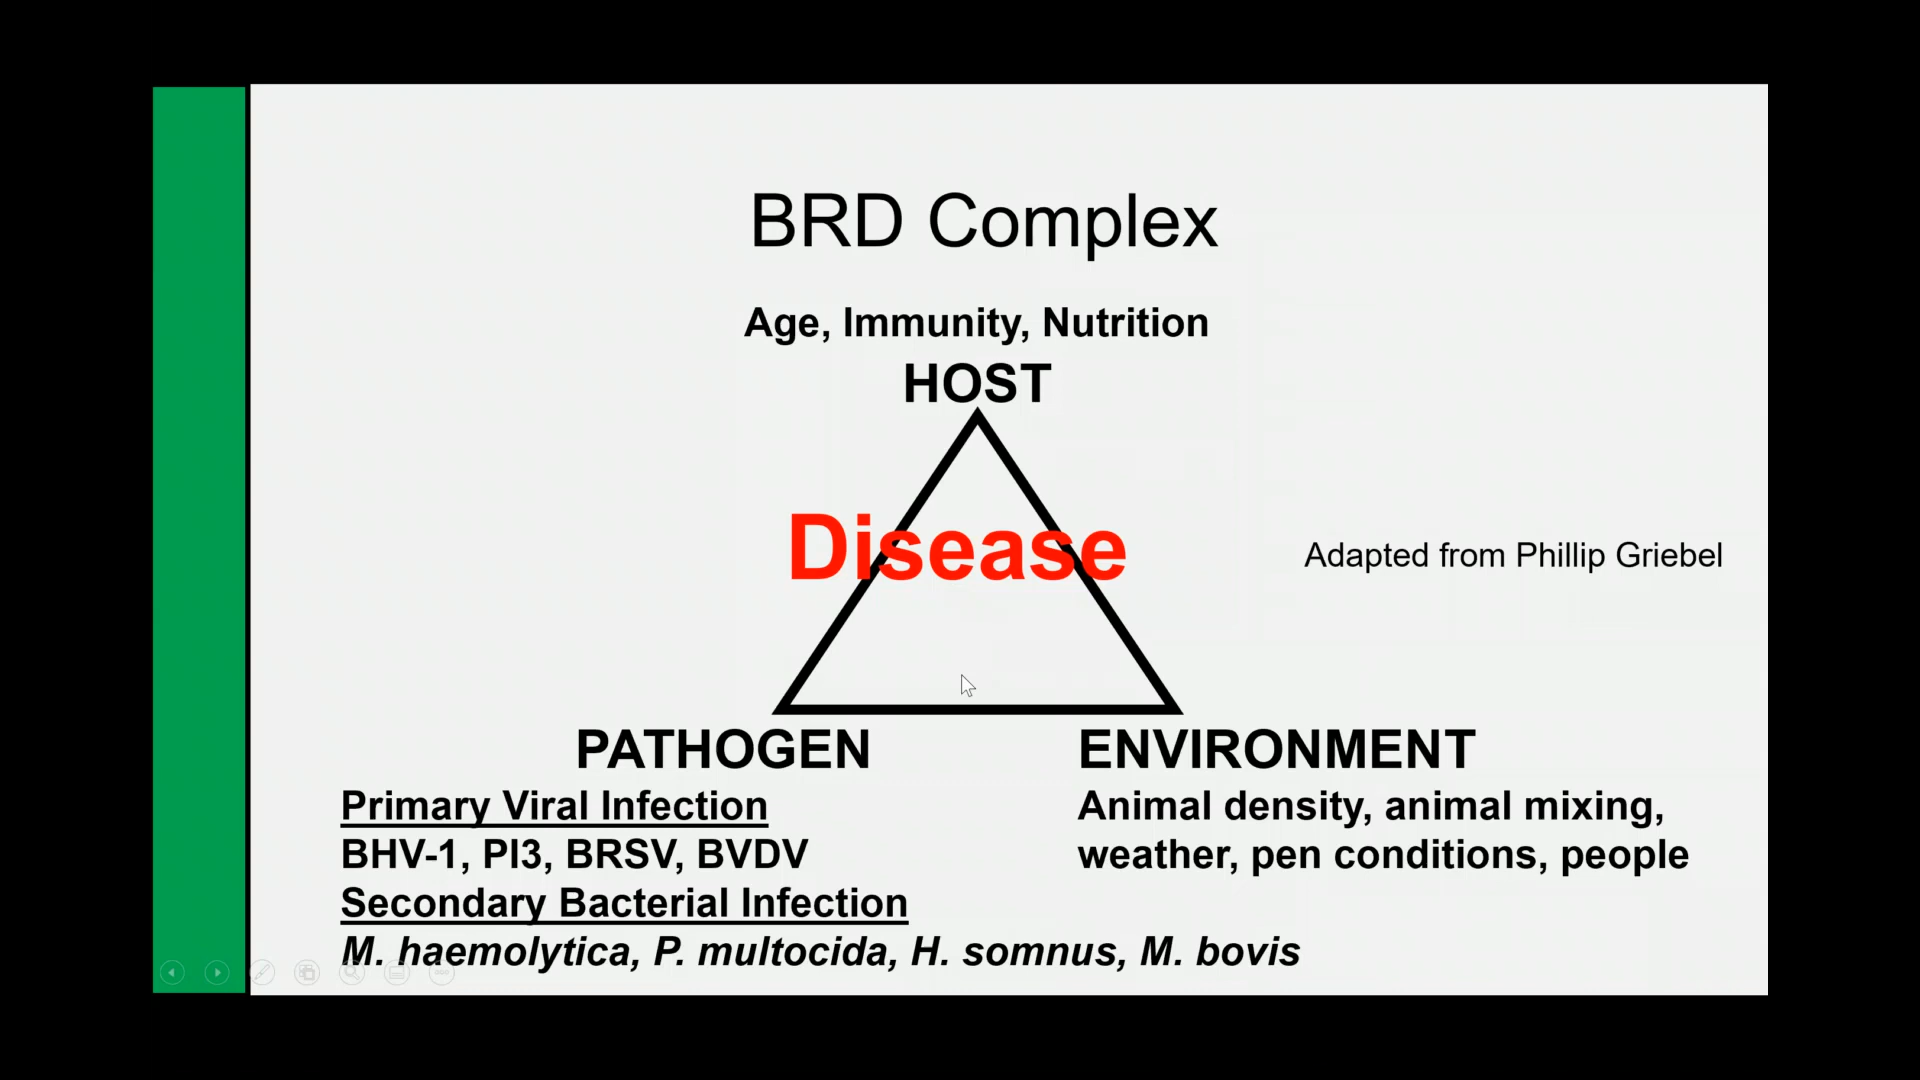 BRD Complex
Age, Immunity, Nutrition
HOST
Disease
Adapted from Phillip Griebel
PATHOGEN
Primary Viral Infection
BHV-1, PI3, BRSV, BVDV
Secondary Bacterial Infection
M. haemolytica, P. multocida, H. somnus, M. bovis
ENVIRONMENT
Animal density, animal mixing,
weather, pen conditions, people